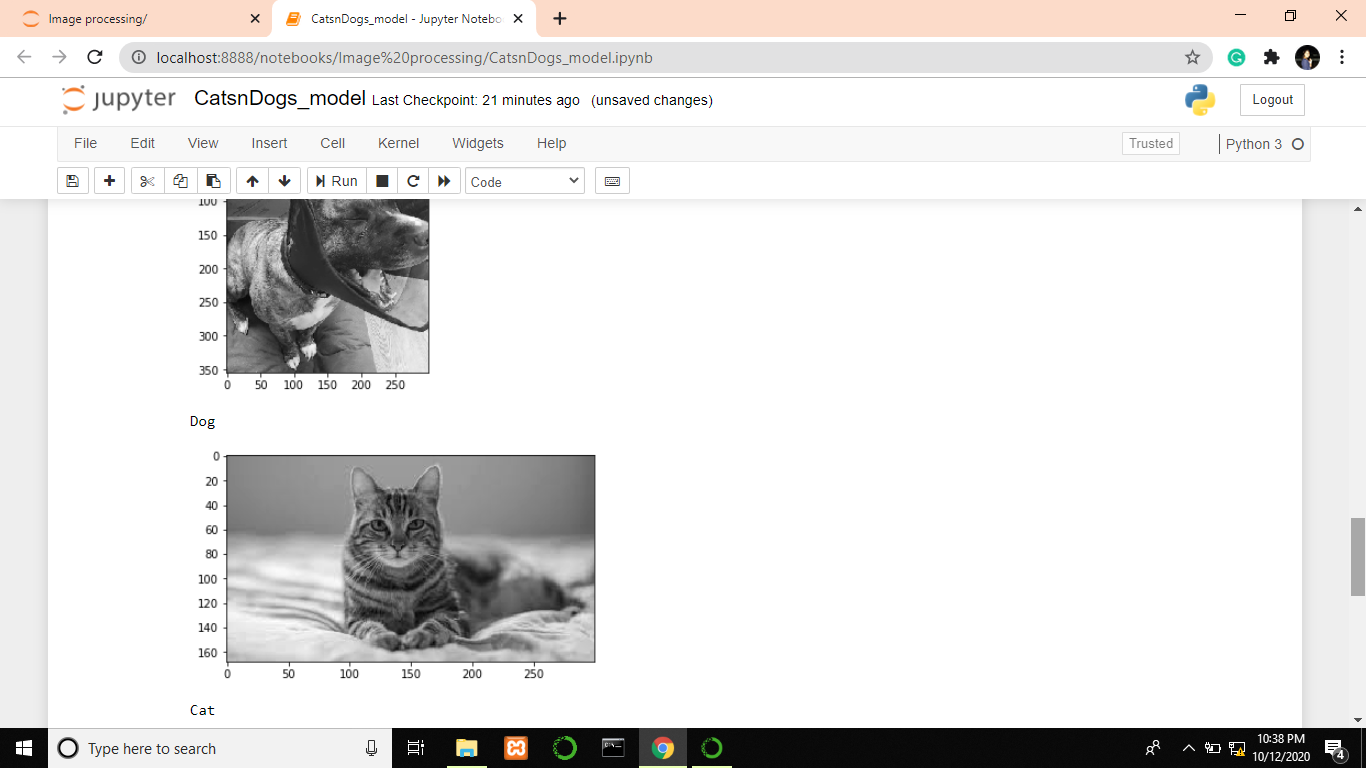 Image processing/
CatsnDogs_model - Jupyter Notebo
localhost:8888/notebooks/Image%20processing/CatsnDogs_model.ipynb
jupyter CatsnDogs_model Last Checkpoint: 21 minutes ago (unsaved changes)
Logout
File Edit View Insert Cell Kernel Widgets Help
Trusted
Python 3
Run
Code
100
150
200
250
300
350
0 50 100 150 200 250
Dog
0
20
40
60
80
100
120
140
160
0 50 100 150 200 250
Cat
Type here to search
10:38 PM
10/12/2020
4